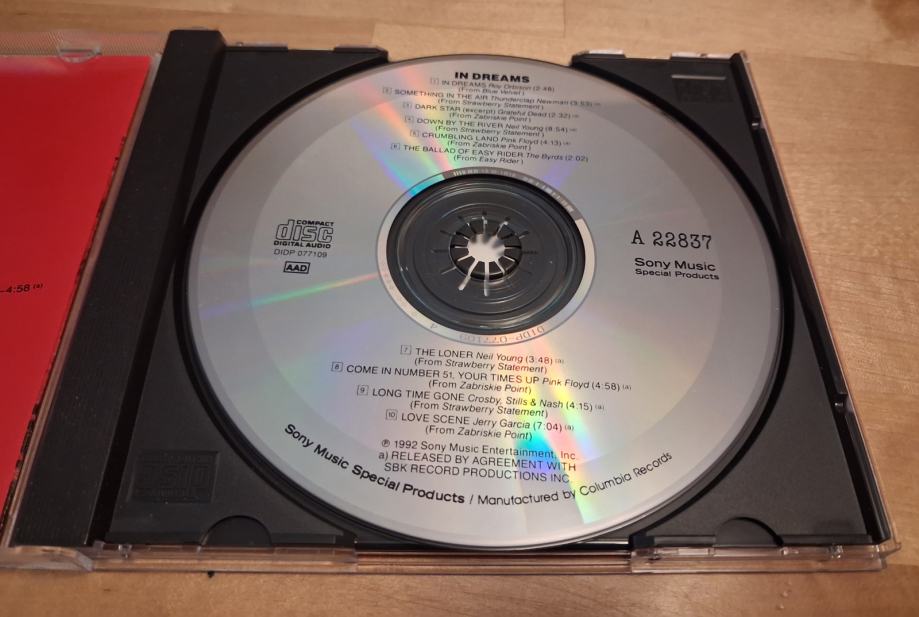 IN DREAMS
1 IN DREAMS Roy Orbison (2:48)
(From Blue Velvet)
2 SOMETHING IN THE AIR Thunderclap Newman (3:53) (a)
(From Strawberry Statement)
3 DARK STAR (excerpt) Grateful Dead (2:32) (a)
(From Zabriskie Point)
4 DOWN BY THE RIVER Neil Young (8:54) (a)
(From Strawberry Statement)
5 CRUMBLING LAND Pink Floyd (4:13) (a)
(From Zabriskie Point)
6 THE BALLAD OF EASY RIDER The Byrds (2:02)
(From Easy Rider)
COMPACT
disc
DIGITAL AUDIO
DIDP 077109
AAD
A 22837
Sony Music
Special Products
–4:58 (a)
DIDP-077109
7 THE LONER Neil Young (3:48) (a)
(From Strawberry Statement)
8 COME IN NUMBER 51, YOUR TIMES UP Pink Floyd (4:58) (a)
(From Zabriskie Point)
9 LONG TIME GONE Crosby, Stills & Nash (4:15) (a)
(From Strawberry Statement)
10 LOVE SCENE Jerry Garcia (7:04) (a)
(From Zabriskie Point)
℗ 1992 Sony Music Entertainment, Inc.
a) RELEASED BY AGREEMENT WITH
SBK RECORD PRODUCTIONS INC.
Sony Music Special Products / Manufactured by Columbia Records